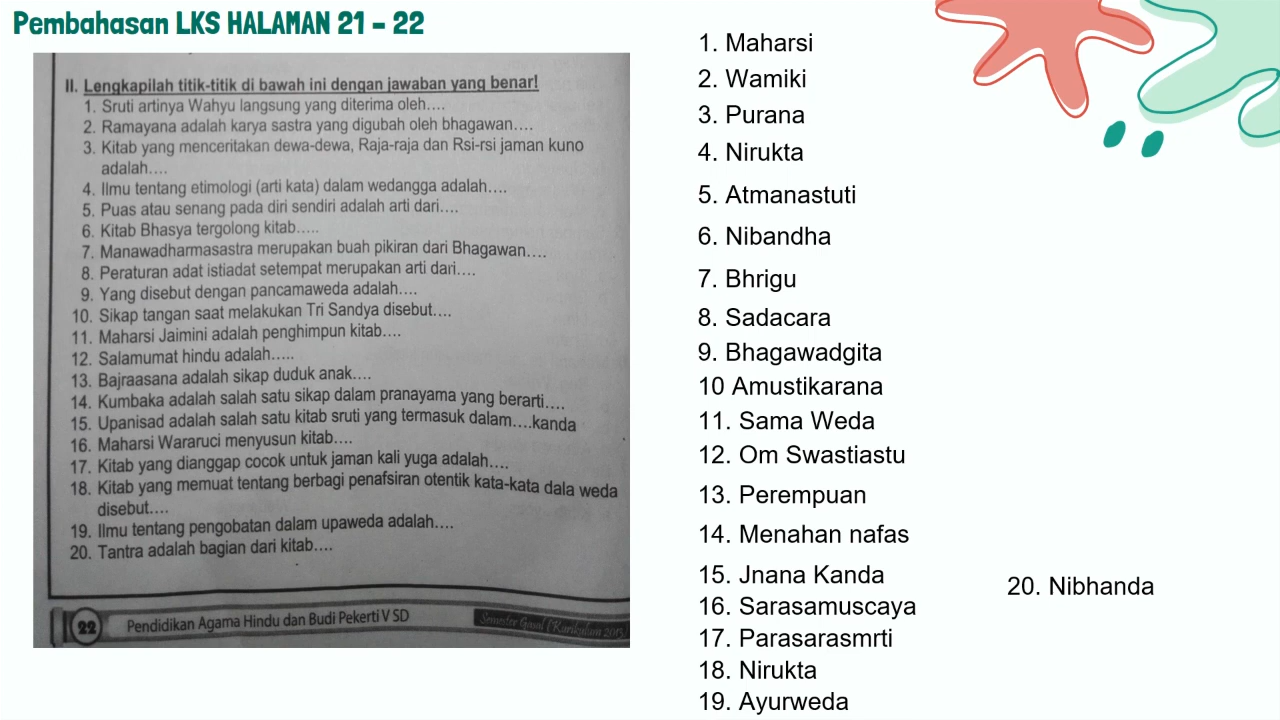 Pembahasan LKS HALAMAN 21 - 22
II. Lengkapilah titik-titik di bawah ini dengan jawaban yang benar!
1. Sruti artinya Wahyu langsung yang diterima oleh....
2. Ramayana adalah karya sastra yang digubah oleh bhagawan....
3. Kitab yang menceritakan dewa-dewa, Raja-raja dan Rsi-rsi jaman kuno
adalah....
4. Ilmu tentang etimologi (arti kata) dalam wedangga adalah....
5. Puas atau senang pada diri sendiri adalah arti dari....
6. Kitab Bhasya tergolong kitab.....
7. Manawadharmasastra merupakan buah pikiran dari Bhagawan....
8. Peraturan adat istiadat setempat merupakan arti dari....
9. Yang disebut dengan pancamaweda adalah....
10. Sikap tangan saat melakukan Tri Sandya disebut....
11. Maharsi Jaimini adalah penghimpun kitab....
12. Salamumat hindu adalah.....
13. Bajraasana adalah sikap duduk anak....
14. Kumbaka adalah salah satu sikap dalam pranayama yang berarti....
15. Upanisad adalah salah satu kitab sruti yang termasuk dalam....kanda
16. Maharsi Wararuci menyusun kitab....
17. Kitab yang dianggap cocok untuk jaman kali yuga adalah....
18. Kitab yang memuat tentang berbagi penafsiran otentik kata-kata dala weda
disebut....
19. Ilmu tentang pengobatan dalam upaweda adalah....
20. Tantra adalah bagian dari kitab....
22 Pendidikan Agama Hindu dan Budi Pekerti V SD
Semester Gasal (Kurikulum 2013)
1. Maharsi
2. Wamiki
3. Purana
4. Nirukta
5. Atmanastuti
6. Nibandha
7. Bhrigu
8. Sadacara
9. Bhagawadgita
10 Amustikarana
11. Sama Weda
12. Om Swastiastu
13. Perempuan
14. Menahan nafas
15. Jnana Kanda
16. Sarasamuscaya
17. Parasarasmrti
18. Nirukta
19. Ayurweda
20. Nibhanda